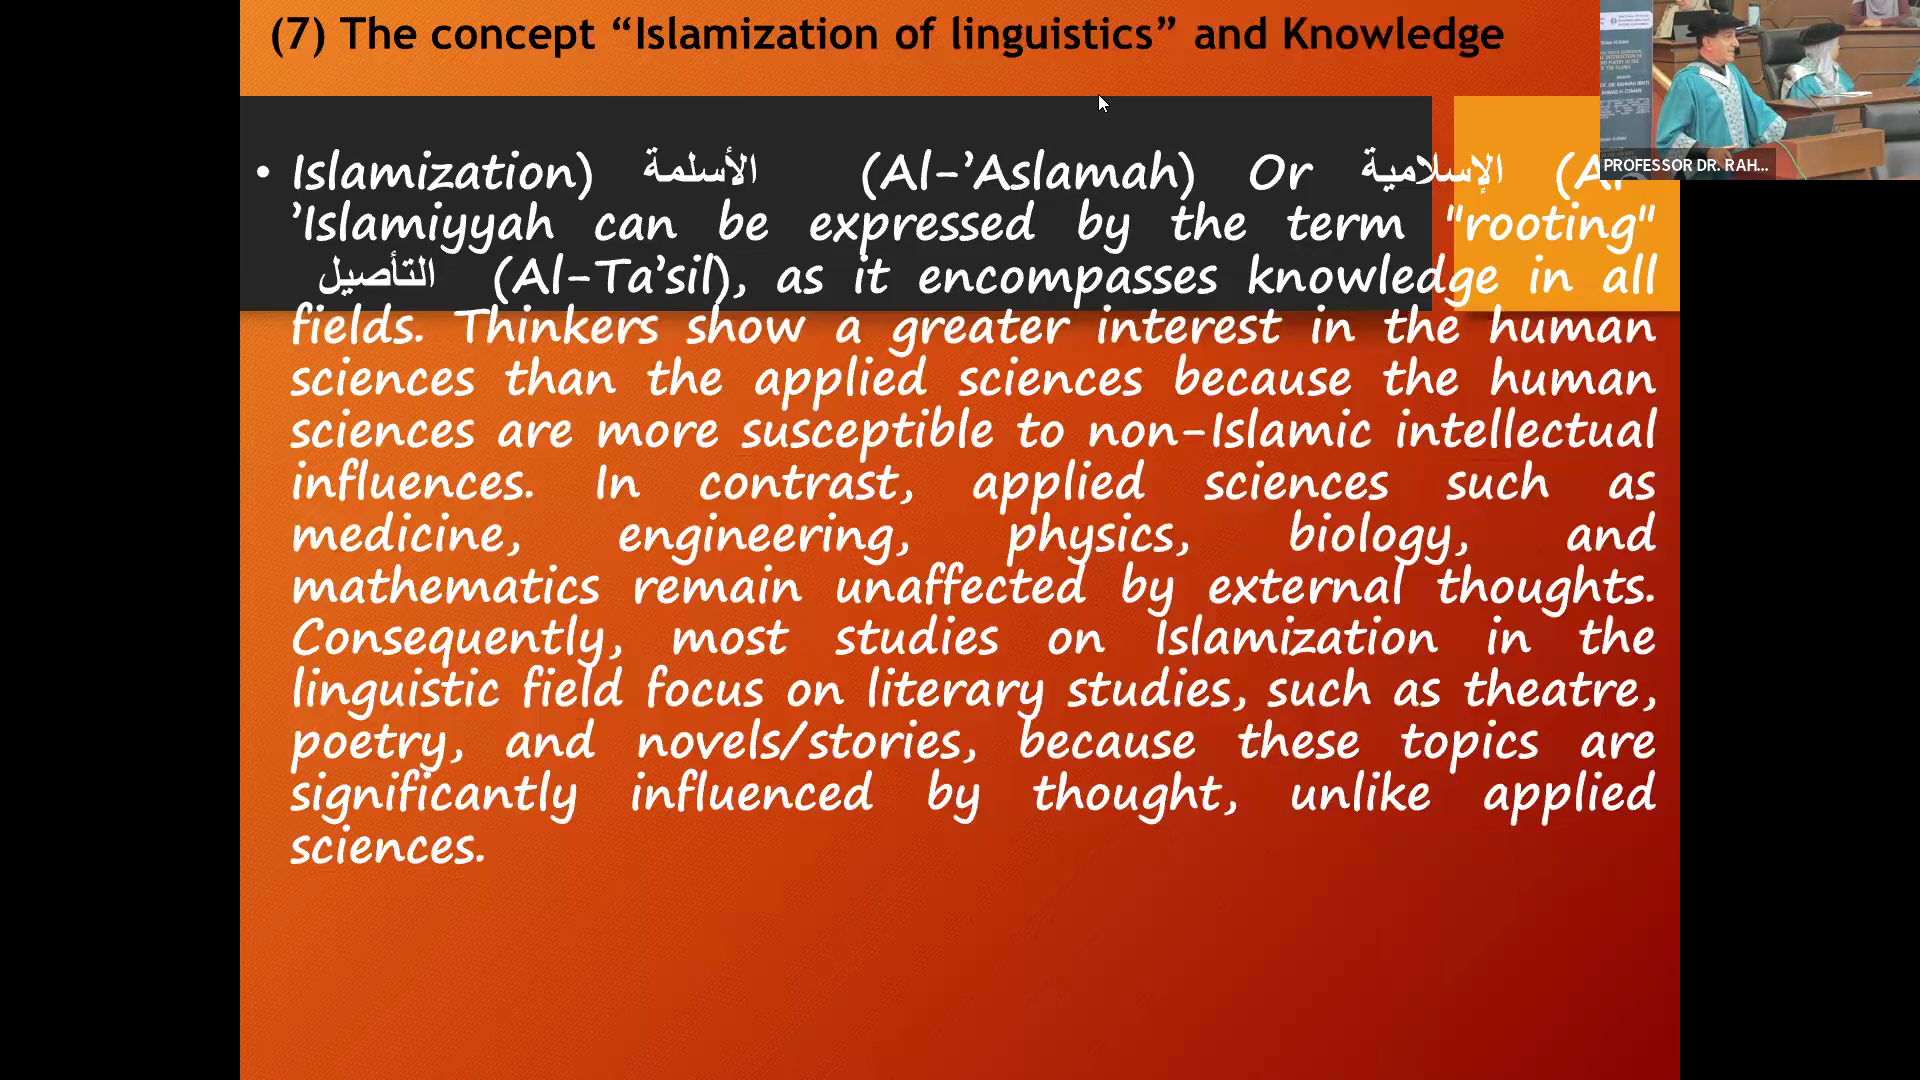 (7) The concept “Islamization of linguistics” and Knowledge
• Islamization) الأسلمة (Al-’Aslamah) Or الإسلامية (Al-
’Islamiyyah can be expressed by the term "rooting"
التأصيل (Al-Ta’sil), as it encompasses knowledge in all
fields. Thinkers show a greater interest in the human
sciences than the applied sciences because the human
sciences are more susceptible to non-Islamic intellectual
influences. In contrast, applied sciences such as
medicine, engineering, physics, biology, and
mathematics remain unaffected by external thoughts.
Consequently, most studies on Islamization in the
linguistic field focus on literary studies, such as theatre,
poetry, and novels/stories, because these topics are
significantly influenced by thought, unlike applied
sciences.
PROFESSOR DR. RAH...